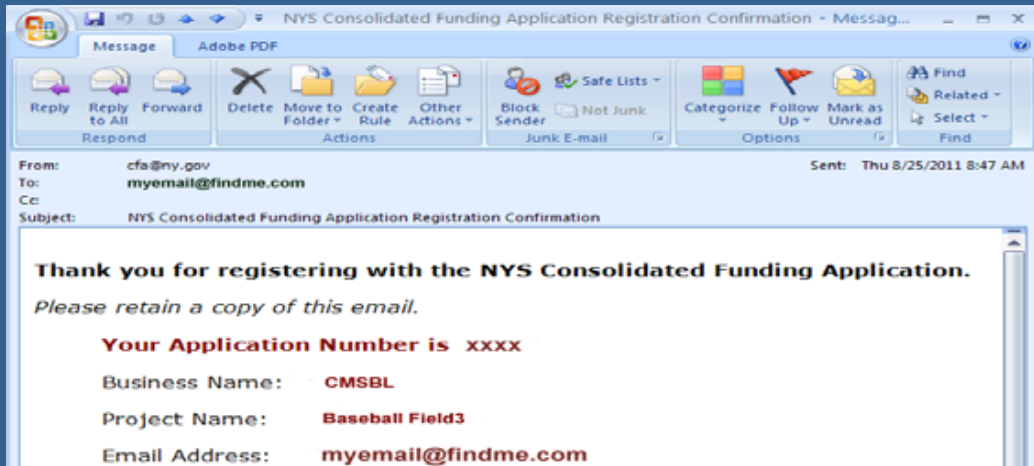 NYS Consolidated Funding Application Registration Confirmation - Messag...
Message Adobe PDF
Reply Reply to All Forward Delete Move to Folder Create Rule Other Actions Block Sender Safe Lists Not Junk Categorize Follow Up Mark as Unread Find Related Select
Respond Actions Junk E-mail Options Find
From: cfa@ny.gov Sent: Thu 8/25/2011 8:47 AM
To: myemail@findme.com
Cc:
Subject: NYS Consolidated Funding Application Registration Confirmation
Thank you for registering with the NYS Consolidated Funding Application.
Please retain a copy of this email.
Your Application Number is xxxx
Business Name: CMSBL
Project Name: Baseball Field3
Email Address: myemail@findme.com